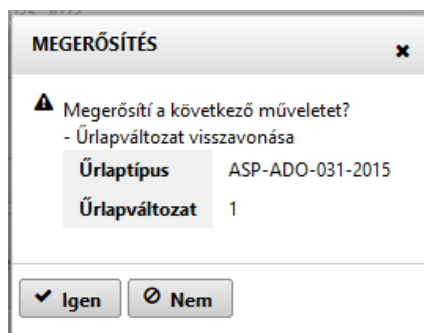 MEGERŐSÍTÉS
Megerősíti a következő műveletet?
- Űrlapváltozat visszavonása
Űrlaptípus ASP-ADO-031-2015
Űrlapváltozat 1
Igen Nem